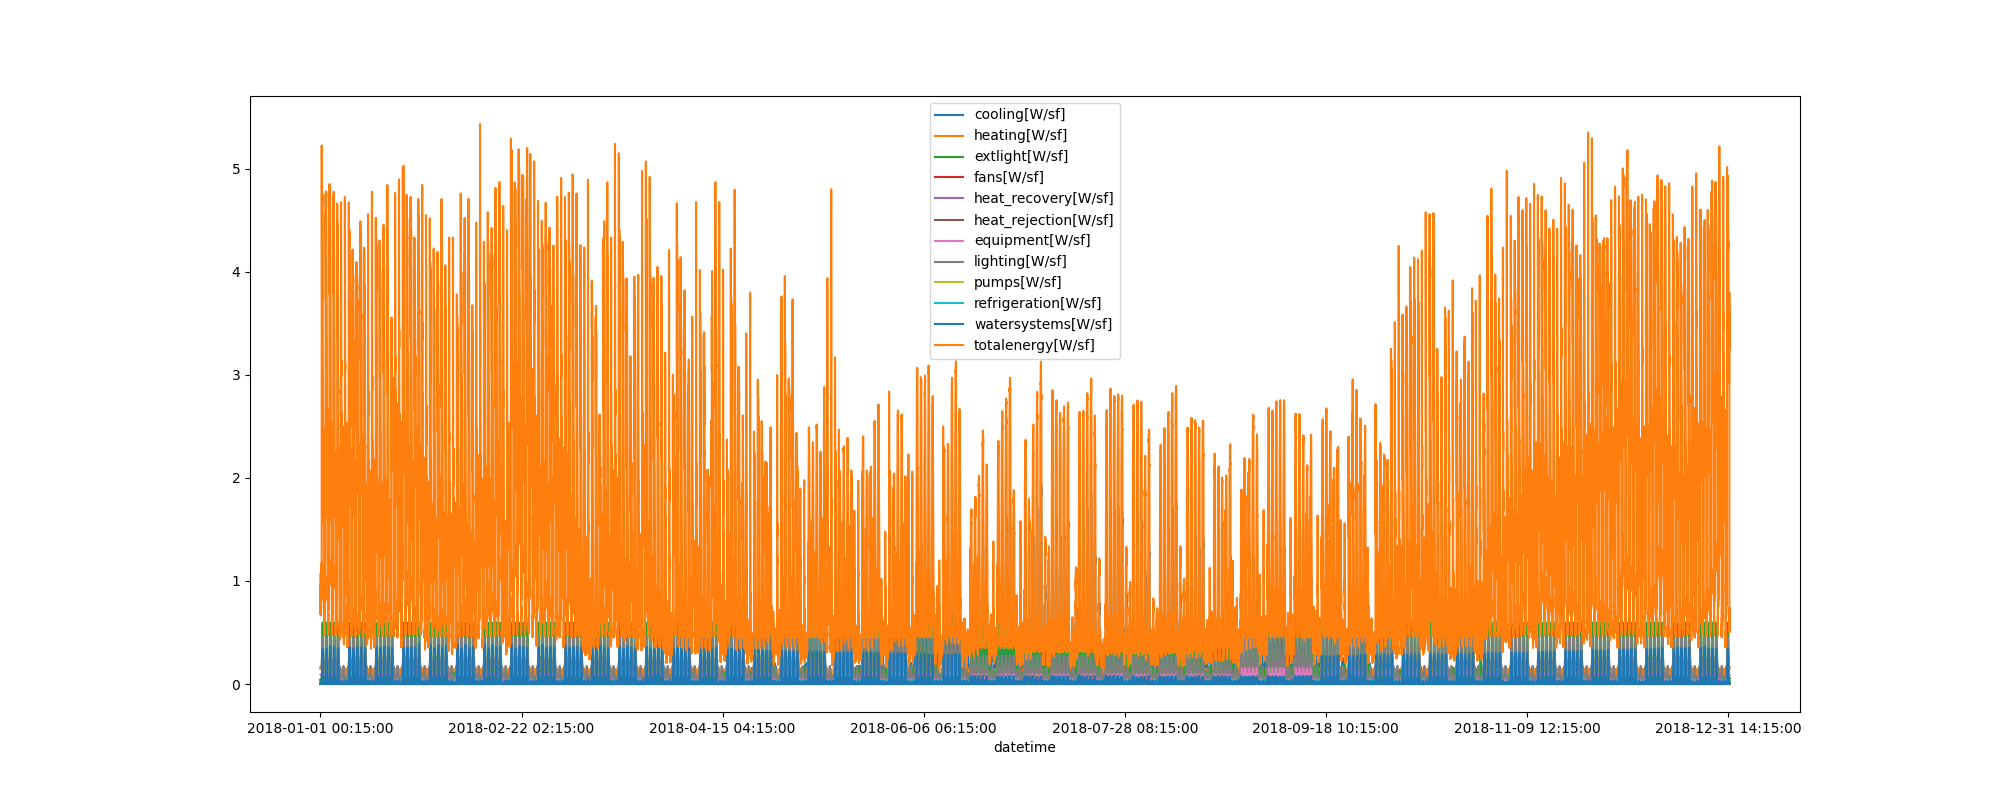 cooling[W/sf]
heating[W/sf]
extlight[W/sf]
fans[W/sf]
heat_recovery[W/sf]
heat_rejection[W/sf]
equipment[W/sf]
lighting[W/sf]
pumps[W/sf]
refrigeration[W/sf]
watersystems[W/sf]
totalenergy[W/sf]
5
4
3
2
1
0
2018-01-01 00:15:00 2018-02-22 02:15:00 2018-04-15 04:15:00 2018-06-06 06:15:00 2018-07-28 08:15:00 2018-09-18 10:15:00 2018-11-09 12:15:00 2018-12-31 14:15:00
datetime